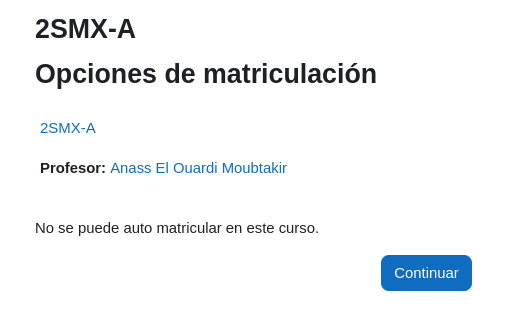 2SMX-A
Opciones de matriculación
2SMX-A
Profesor: Anass El Ouardi Moubtakir
No se puede auto matricular en este curso.
Continuar